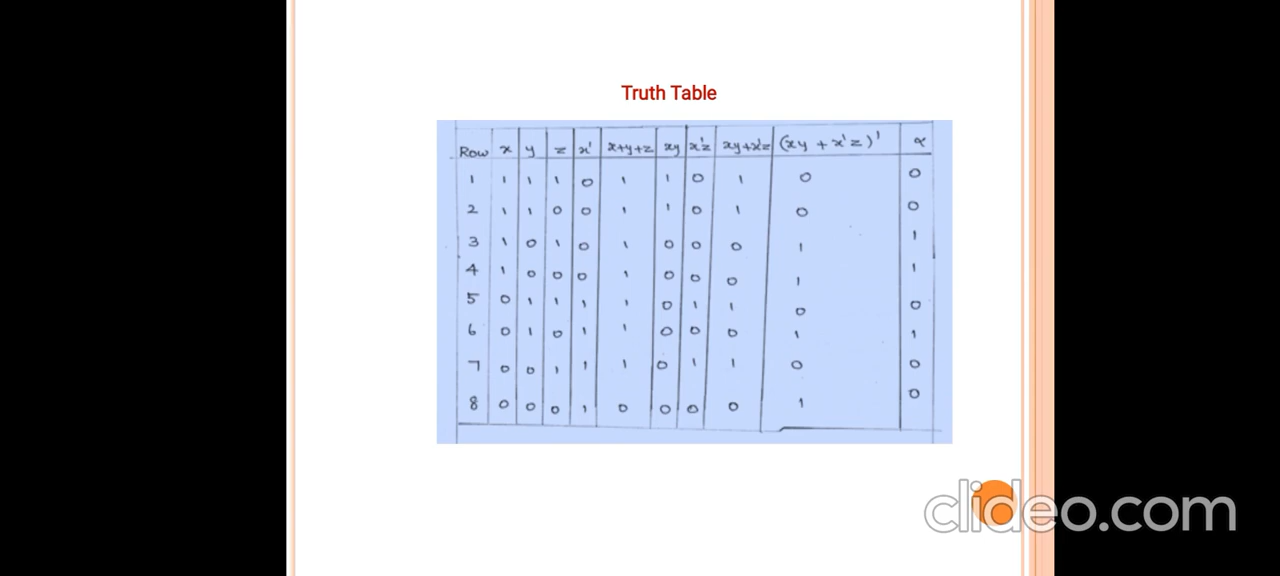 Truth Table
Row x y z x' x+y+z xy x'z xy+x'z (xy + x'z)' α
1 1 1 1 0 1 1 0 1 0 0
2 1 1 0 0 1 1 0 1 0 0
3 1 0 1 0 1 0 0 0 1 1
4 1 0 0 0 1 0 0 0 1 1
5 0 1 1 1 1 0 1 1 0 0
6 0 1 0 1 1 0 0 0 1 1
7 0 0 1 1 1 0 1 1 0 0
8 0 0 0 1 0 0 0 0 1 0
clideo.com